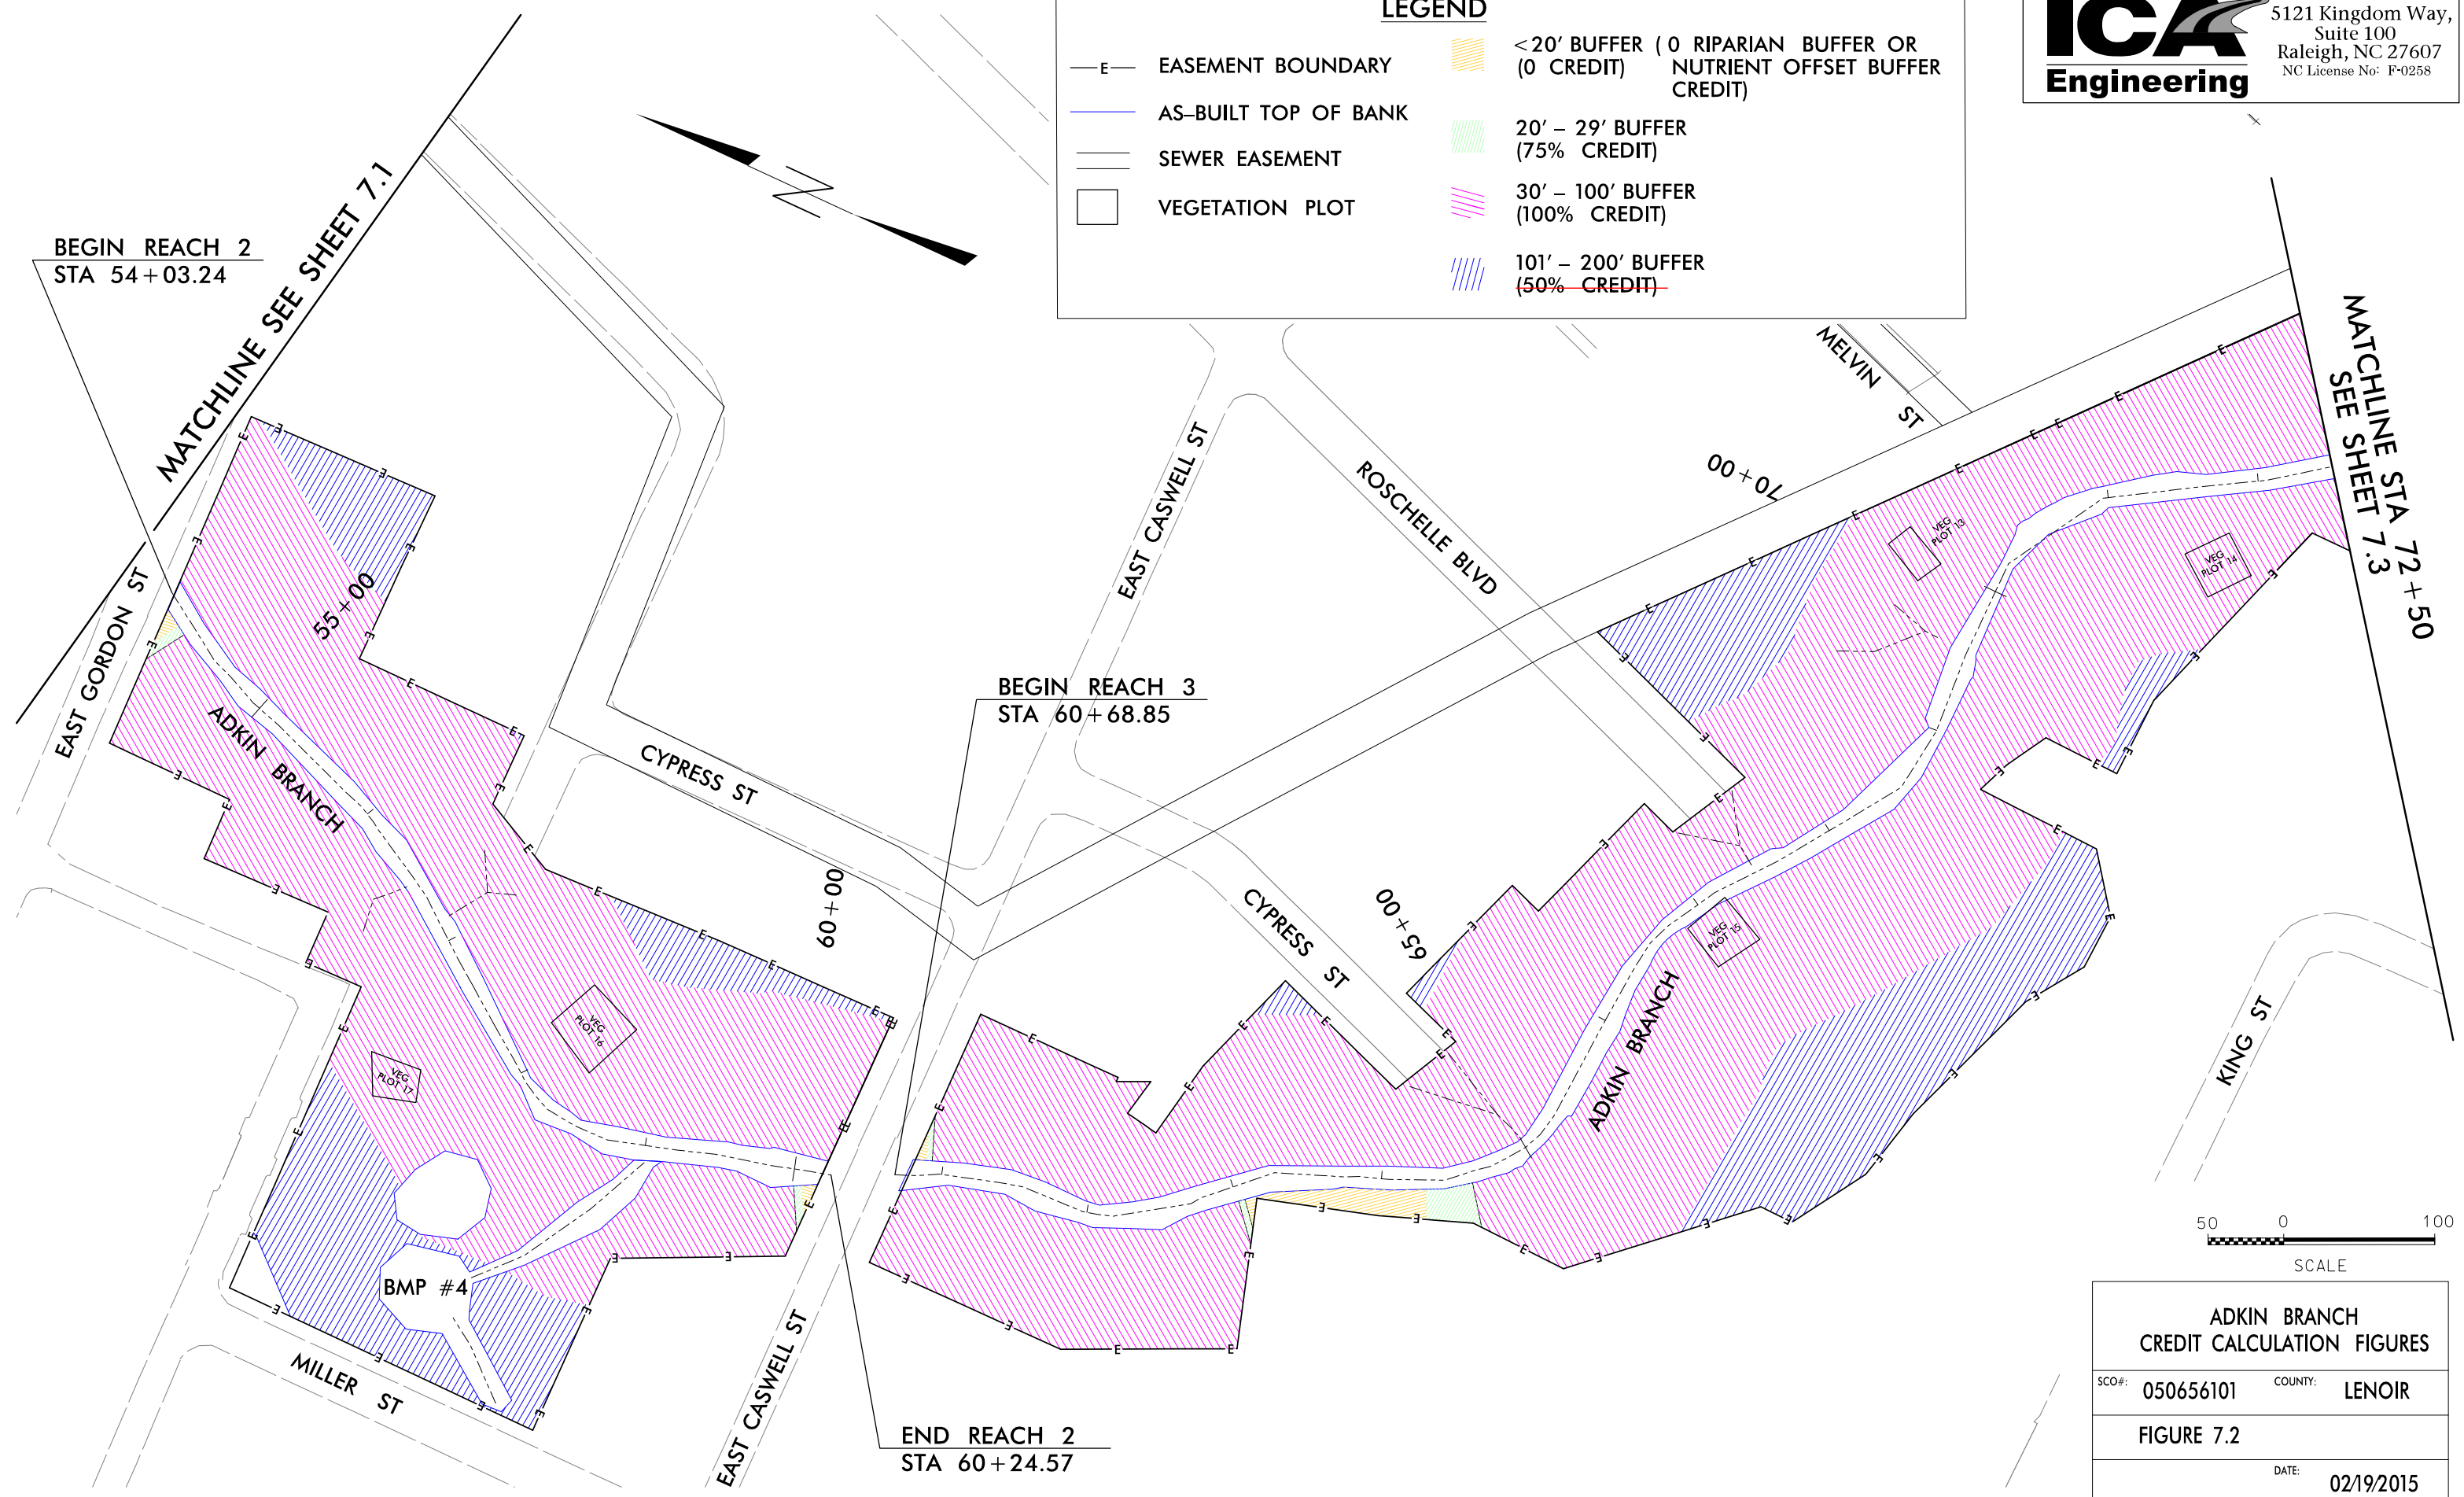 LEGEND
E EASEMENT BOUNDARY
AS-BUILT TOP OF BANK
SEWER EASEMENT
VEGETATION PLOT
<20' BUFFER ( 0 RIPARIAN BUFFER OR
(0 CREDIT) NUTRIENT OFFSET BUFFER
CREDIT)
20' – 29' BUFFER
(75% CREDIT)
30' – 100' BUFFER
(100% CREDIT)
101' – 200' BUFFER
(50% CREDIT)
ICA
Engineering
5121 Kingdom Way,
Suite 100
Raleigh, NC 27607
NC License No: F-0258
BEGIN REACH 2
STA 54+03.24
MATCHLINE SEE SHEET 7.1
EAST GORDON ST
55+00
ADKIN BRANCH
CYPRESS ST
60+00
VEG
PLOT 16
VEG
PLOT 17
BMP #4
MILLER ST
EAST CASWELL ST
END REACH 2
STA 60+24.57
BEGIN REACH 3
STA 60+68.85
EAST CASWELL ST
ROSCHELLE BLVD
MELVIN ST
70+00
CYPRESS ST
65+00
ADKIN BRANCH
VEG
PLOT 13
VEG
PLOT 14
VEG
PLOT 15
MATCHLINE STA 72+50
SEE SHEET 7.3
KING ST
50 0 100
SCALE
ADKIN BRANCH
CREDIT CALCULATION FIGURES
SCO#: 050656101 COUNTY: LENOIR
FIGURE 7.2
DATE: 02/19/2015